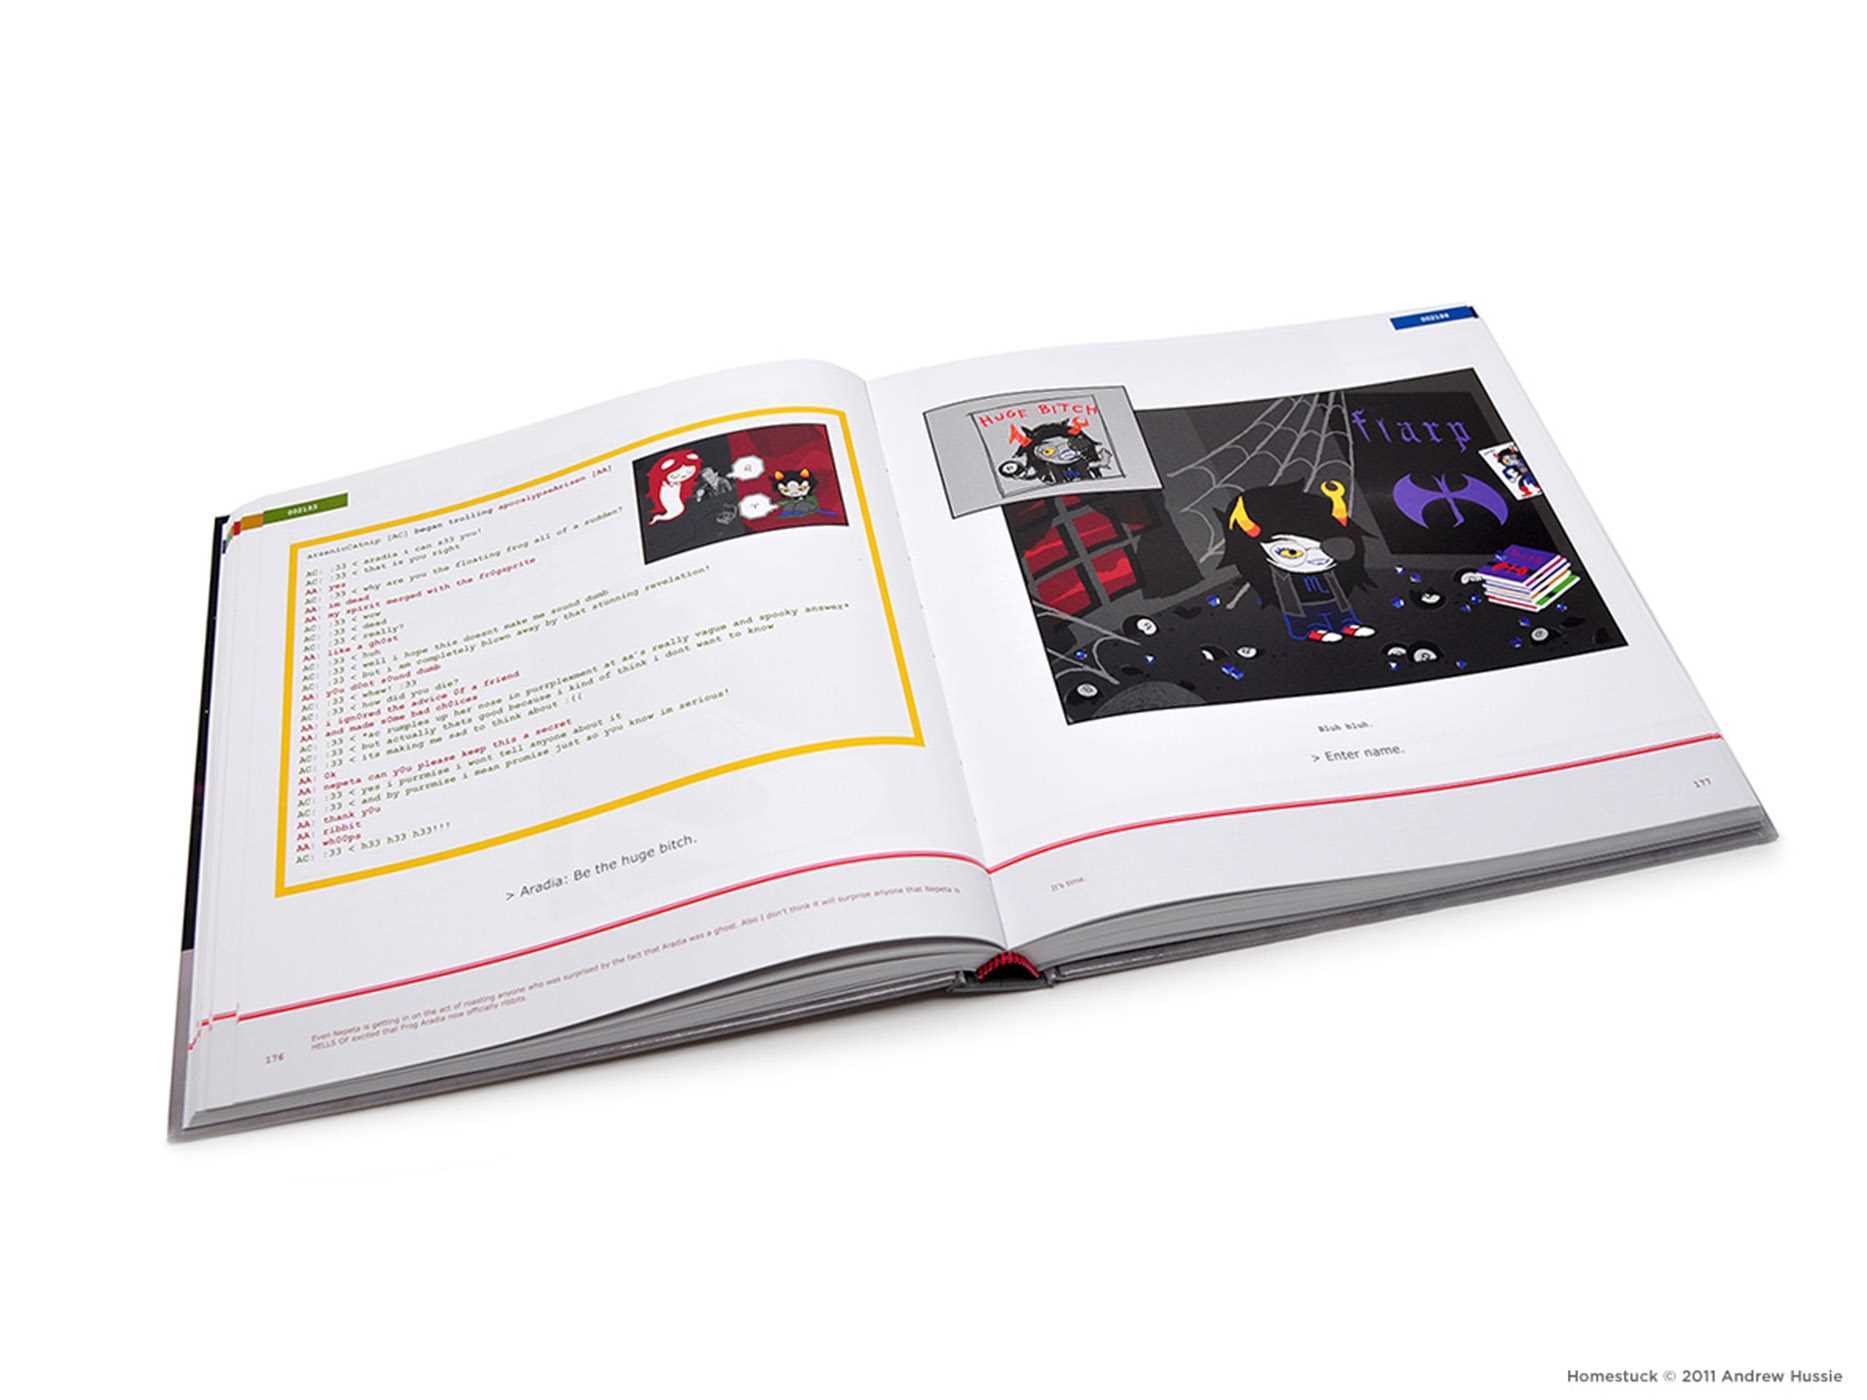 002183
arsenicCatnip [AC] began trolling apocalypseArisen [AA]
AC: :33 < aradia i can s33 you!
AC: :33 < that is you right
AC: :33 < why are you the floating frog all of a sudden?
AA: yes
AA: im dead
AA: my spirit merged with the fr0gsprite
AC: :33 < wow
AC: :33 < dead
AC: :33 < really?
AA: like a gh0st
AC: :33 < huh
AC: :33 < well i hope this doesnt make me sound dumb
AC: :33 < but i am completely blown away by that stunning revelation!
AA: y0u d0nt s0und dumb
AC: :33 < whew! :33
AC: :33 < how did you die?
AA: i ign0red the advice 0f a friend
AA: and made s0me bad ch0ices
AC: :33 < *ac rumples up her nose in purrplexment at aa's really vague and spooky answer*
AC: :33 < but actually thats good because i kind of think i dont want to know
AC: :33 < its making me sad to think about :((
AA: 0k
AA: nepeta can y0u please keep this a secret
AC: :33 < yes i purrmise i wont tell anyone about it
AC: :33 < and by purrmise i mean promise just so you know im serious!
AA: thank y0u
AA: ribbit
AA: wh00ps
AC: :33 < h33 h33 h33!!!
> Aradia: Be the huge bitch.
Even Nepeta is getting in on the act of roasting anyone who was surprised by the fact that Aradia was a ghost. Also I don't think it will surprise anyone that Nepeta is
HELLS OF excited that Frog Aradia now officially ribbits.
176
002184
HUGE BITCH
flarp
Bluh bluh.
> Enter name.
It's time.
177
Homestuck © 2011 Andrew Hussie